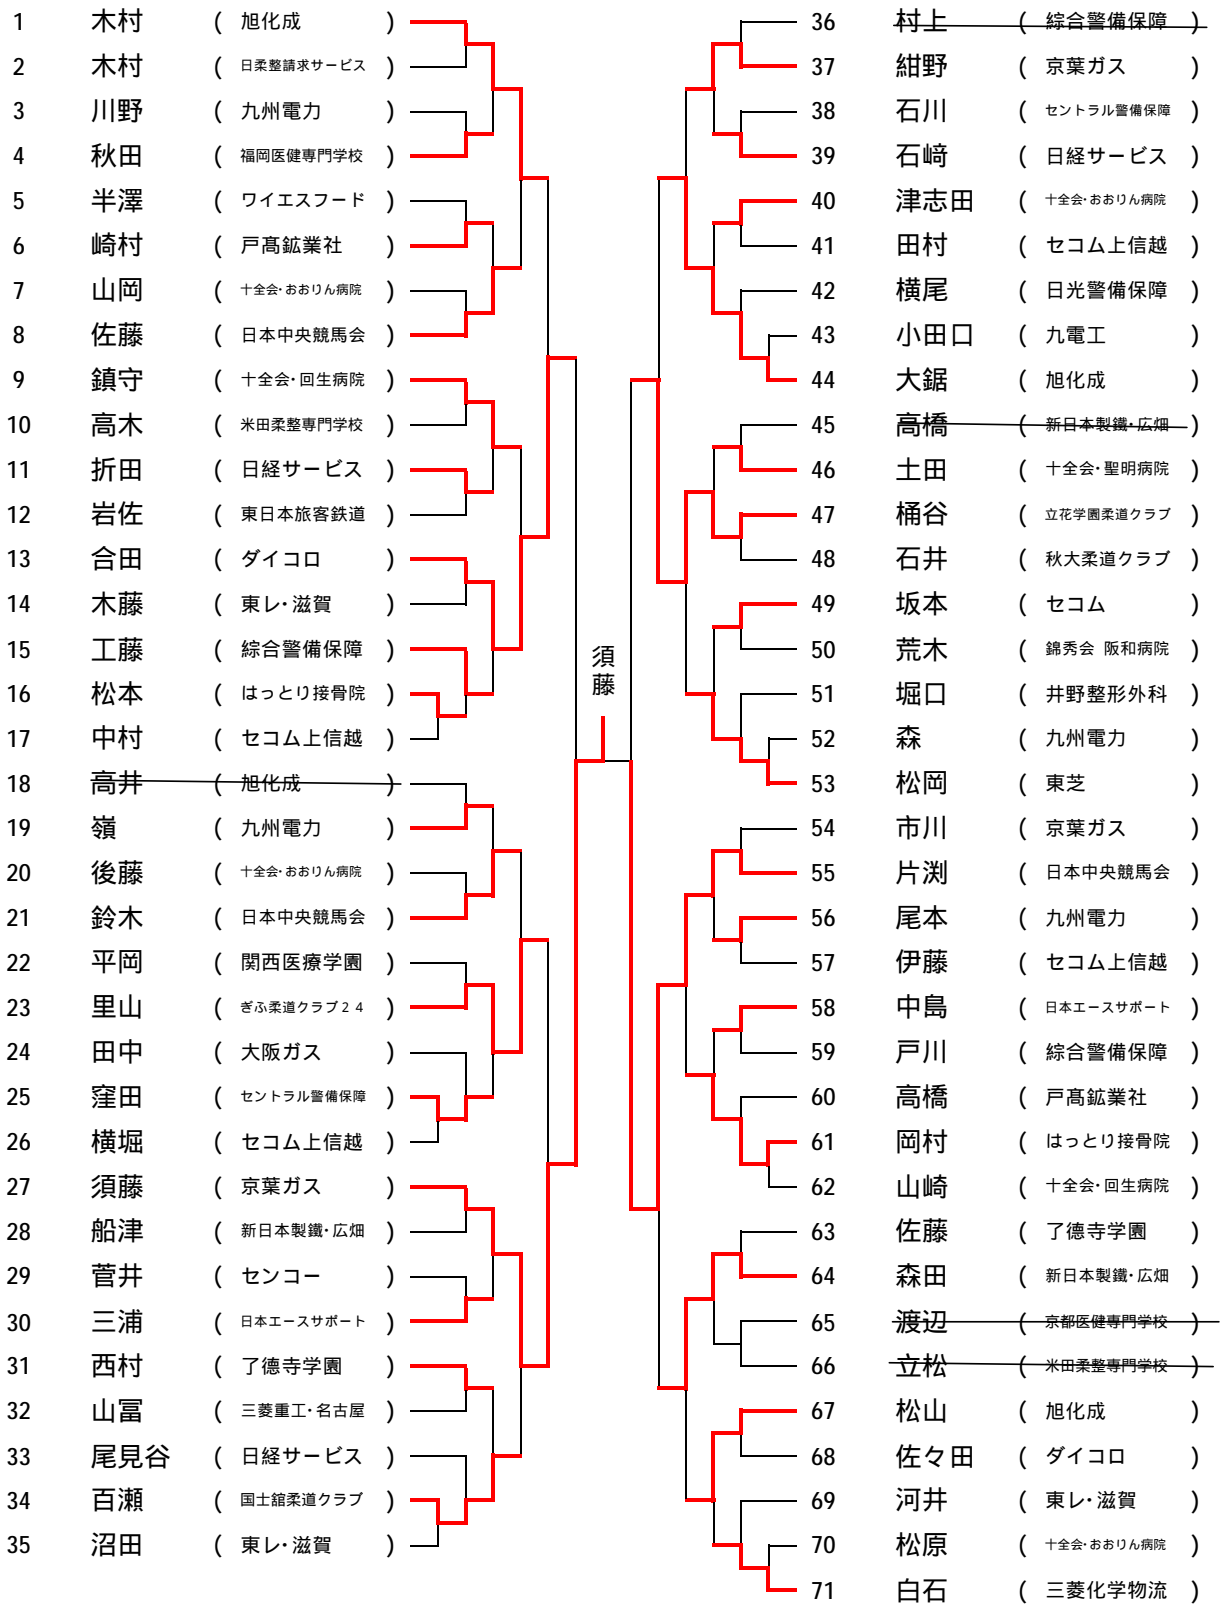 1 木村 ( 旭化成 )
2 木村 ( 日柔整請求サービス )
3 川野 ( 九州電力 )
4 秋田 ( 福岡医健専門学校 )
5 半澤 ( ワイエスフード )
6 崎村 ( 戸髙鉱業社 )
7 山岡 ( 十全会・おおりん病院 )
8 佐藤 ( 日本中央競馬会 )
9 鎮守 ( 十全会・回生病院 )
10 高木 ( 米田柔整専門学校 )
11 折田 ( 日経サービス )
12 岩佐 ( 東日本旅客鉄道 )
13 合田 ( ダイコロ )
14 木藤 ( 東レ・滋賀 )
15 工藤 ( 綜合警備保障 )
16 松本 ( はっとり接骨院 )
17 中村 ( セコム上信越 )
18 高井 ( 旭化成 )
19 嶺 ( 九州電力 )
20 後藤 ( 十全会・おおりん病院 )
21 鈴木 ( 日本中央競馬会 )
22 平岡 ( 関西医療学園 )
23 里山 ( ぎふ柔道クラブ24 )
24 田中 ( 大阪ガス )
25 窪田 ( セントラル警備保障 )
26 横堀 ( セコム上信越 )
27 須藤 ( 京葉ガス )
28 船津 ( 新日本製鐵・広畑 )
29 菅井 ( センコー )
30 三浦 ( 日本エースサポート )
31 西村 ( 了徳寺学園 )
32 山冨 ( 三菱重工・名古屋 )
33 尾見谷 ( 日経サービス )
34 百瀬 ( 国士舘柔道クラブ )
35 沼田 ( 東レ・滋賀 )
須藤
36 村上 ( 綜合警備保障 )
37 紺野 ( 京葉ガス )
38 石川 ( セントラル警備保障 )
39 石﨑 ( 日経サービス )
40 津志田 ( 十全会・おおりん病院 )
41 田村 ( セコム上信越 )
42 横尾 ( 日光警備保障 )
43 小田口 ( 九電工 )
44 大鋸 ( 旭化成 )
45 高橋 ( 新日本製鐵・広畑 )
46 土田 ( 十全会・聖明病院 )
47 桶谷 ( 立花学園柔道クラブ )
48 石井 ( 秋大柔道クラブ )
49 坂本 ( セコム )
50 荒木 ( 錦秀会 阪和病院 )
51 堀口 ( 井野整形外科 )
52 森 ( 九州電力 )
53 松岡 ( 東芝 )
54 市川 ( 京葉ガス )
55 片渕 ( 日本中央競馬会 )
56 尾本 ( 九州電力 )
57 伊藤 ( セコム上信越 )
58 中島 ( 日本エースサポート )
59 戸川 ( 綜合警備保障 )
60 高橋 ( 戸髙鉱業社 )
61 岡村 ( はっとり接骨院 )
62 山崎 ( 十全会・回生病院 )
63 佐藤 ( 了德寺学園 )
64 森田 ( 新日本製鐵・広畑 )
65 渡辺 ( 京都医健専門学校 )
66 立松 ( 米田柔整専門学校 )
67 松山 ( 旭化成 )
68 佐々田 ( ダイコロ )
69 河井 ( 東レ・滋賀 )
70 松原 ( 十全会・おおりん病院 )
71 白石 ( 三菱化学物流 )